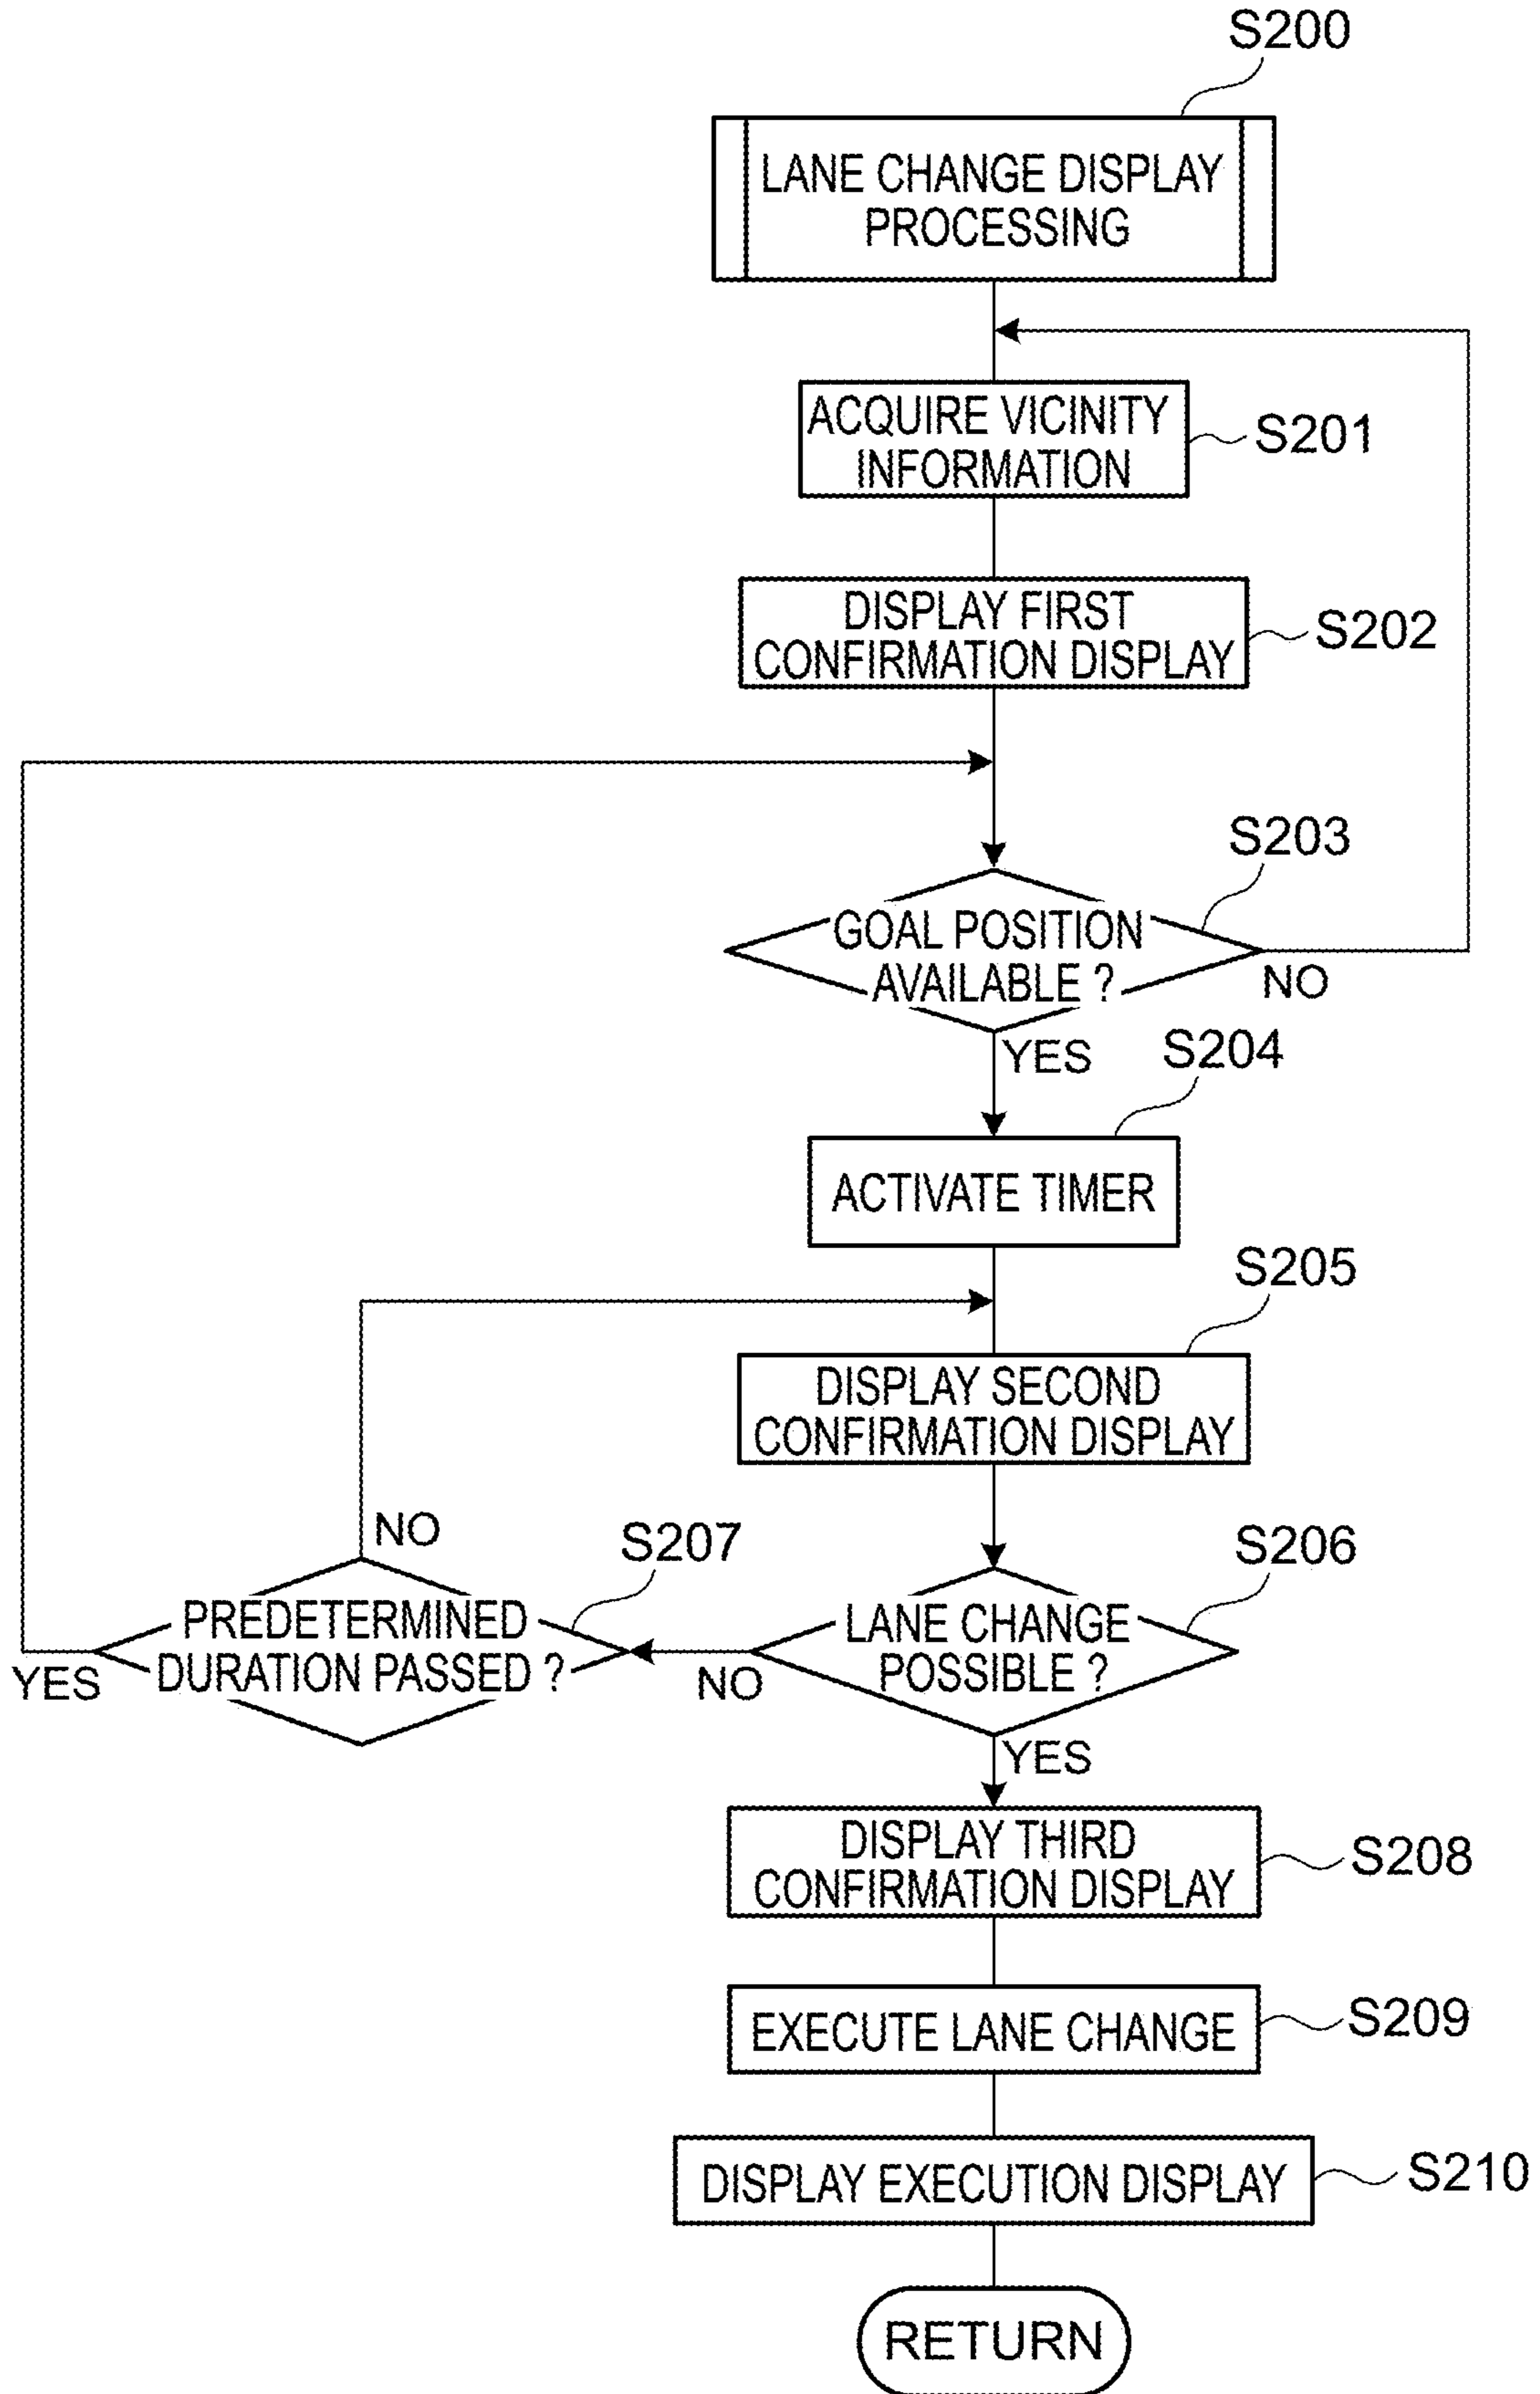 S200
LANE CHANGE DISPLAY
PROCESSING
ACQUIRE VICINITY
INFORMATION
S201
DISPLAY FIRST
CONFIRMATION DISPLAY
S202
S203
GOAL POSITION
AVAILABLE ?
NO
YES
S204
ACTIVATE TIMER
S205
DISPLAY SECOND
CONFIRMATION DISPLAY
NO
S207
S206
PREDETERMINED
DURATION PASSED ?
YES
LANE CHANGE
POSSIBLE ?
NO
YES
DISPLAY THIRD
CONFIRMATION DISPLAY
S208
EXECUTE LANE CHANGE
S209
DISPLAY EXECUTION DISPLAY
S210
RETURN